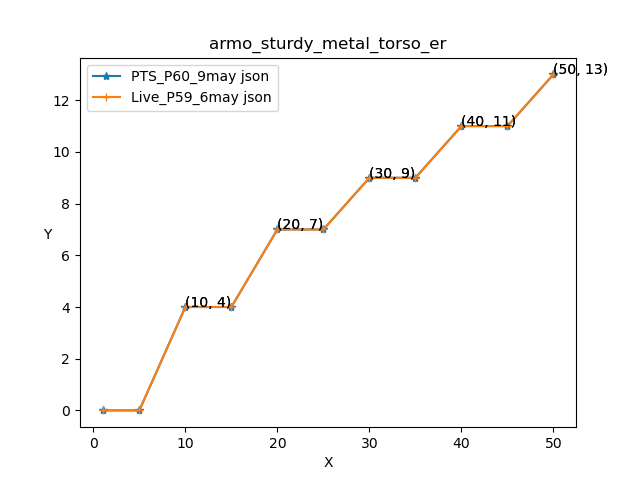 armo_sturdy_metal_torso_er
PTS_P60_9may json
Live_P59_6may json
(50, 13)
(40, 11)
(30, 9)
(20, 7)
(10, 4)
12
10
8
6
4
2
0
Y
0 10 20 30 40 50
X